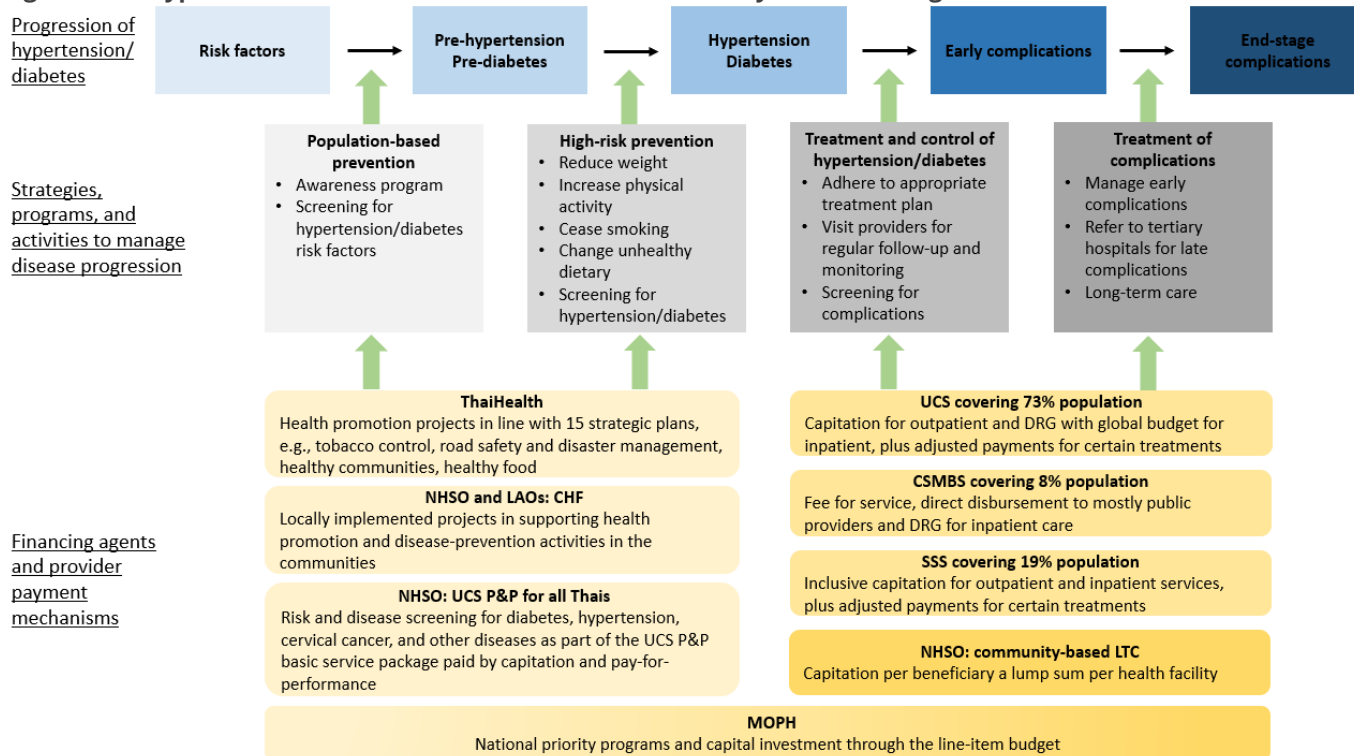 Progression of
hypertension/
diabetes
Risk factors
Pre-hypertension
Pre-diabetes
Hypertension
Diabetes
Early complications
End-stage
complications
Strategies,
programs, and
activities to manage
disease progression
Population-based
prevention
• Awareness program
• Screening for
hypertension/diabetes
risk factors
High-risk prevention
• Reduce weight
• Increase physical
activity
• Cease smoking
• Change unhealthy
dietary
• Screening for
hypertension/diabetes
Treatment and control of
hypertension/diabetes
• Adhere to appropriate
treatment plan
• Visit providers for
regular follow-up and
monitoring
• Screening for
complications
Treatment of
complications
• Manage early
complications
• Refer to tertiary
hospitals for late
complications
• Long-term care
Financing agents
and provider
payment
mechanisms
ThaiHealth
Health promotion projects in line with 15 strategic plans,
e.g., tobacco control, road safety and disaster management,
healthy communities, healthy food
NHSO and LAOs: CHF
Locally implemented projects in supporting health
promotion and disease-prevention activities in the
communities
NHSO: UCS P&P for all Thais
Risk and disease screening for diabetes, hypertension,
cervical cancer, and other diseases as part of the UCS P&P
basic service package paid by capitation and pay-for-
performance
UCS covering 73% population
Capitation for outpatient and DRG with global budget for
inpatient, plus adjusted payments for certain treatments
CSMBS covering 8% population
Fee for service, direct disbursement to mostly public
providers and DRG for inpatient care
SSS covering 19% population
Inclusive capitation for outpatient and inpatient services,
plus adjusted payments for certain treatments
NHSO: community-based LTC
Capitation per beneficiary a lump sum per health facility
MOPH
National priority programs and capital investment through the line-item budget